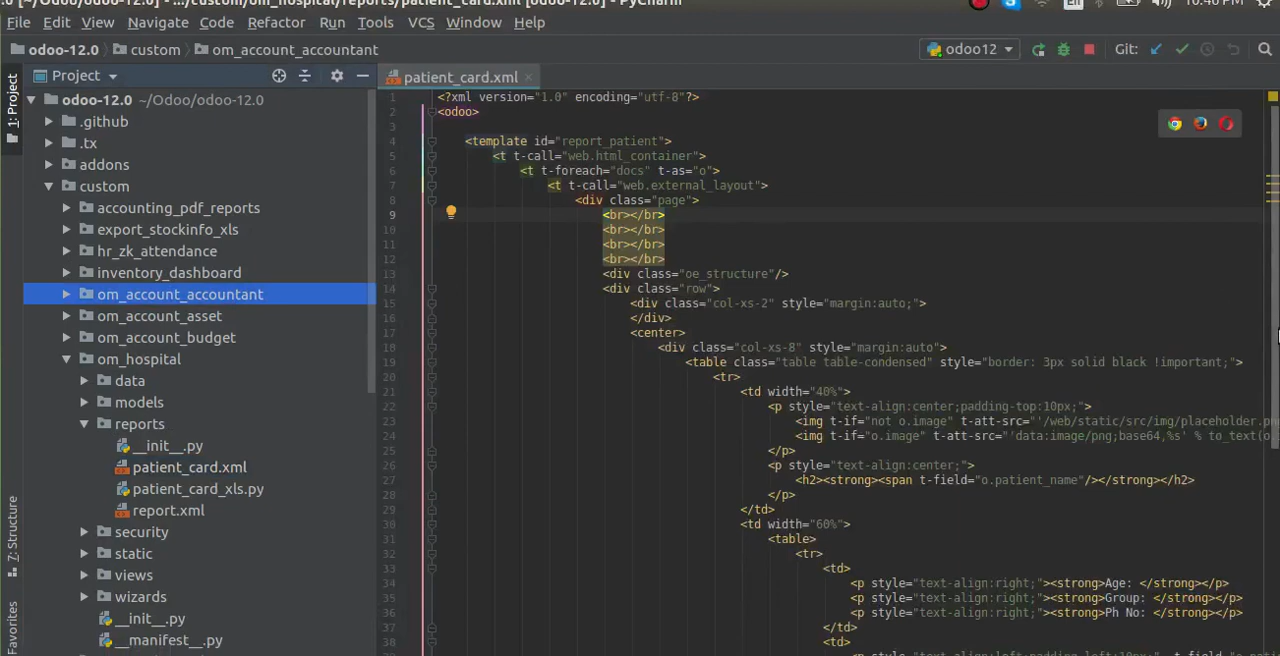 .0 [~/Odoo/odoo-12.0] - .../custom/om_hospital/reports/patient_card.xml [odoo-12.0] - PyCharm
En
10:46 PM
File Edit View Navigate Code Refactor Run Tools VCS Window Help
odoo-12.0 custom om_account_accountant
odoo12
Git:
1: Project
7: Structure
Favorites
Project
odoo-12.0 ~/Odoo/odoo-12.0
.github
.tx
addons
custom
accounting_pdf_reports
export_stockinfo_xls
hr_zk_attendance
inventory_dashboard
om_account_accountant
om_account_asset
om_account_budget
om_hospital
data
models
reports
__init__.py
patient_card.xml
patient_card_xls.py
report.xml
security
static
views
wizards
__init__.py
__manifest__.py
patient_card.xml
1 <?xml version="1.0" encoding="utf-8"?>
2 <odoo>
3
4 <template id="report_patient">
5 <t t-call="web.html_container">
6 <t t-foreach="docs" t-as="o">
7 <t t-call="web.external_layout">
8 <div class="page">
9 <br></br>
10 <br></br>
11 <br></br>
12 <br></br>
13 <div class="oe_structure"/>
14 <div class="row">
15 <div class="col-xs-2" style="margin:auto;">
16 </div>
17 <center>
18 <div class="col-xs-8" style="margin:auto">
19 <table class="table table-condensed" style="border: 3px solid black !important;">
20 <tr>
21 <td width="40%">
22 <p style="text-align:center;padding-top:10px;">
23 <img t-if="not o.image" t-att-src="'/web/static/src/img/placeholder.pn
24 <img t-if="o.image" t-att-src="'data:image/png;base64,%s' % to_text(o
25 </p>
26 <p style="text-align:center;">
27 <h2><strong><span t-field="o.patient_name"/></strong></h2>
28 </p>
29 </td>
30 <td width="60%">
31 <table>
32 <tr>
33 <td>
34 <p style="text-align:right;"><strong>Age: </strong></p>
35 <p style="text-align:right;"><strong>Group: </strong></p>
36 <p style="text-align:right;"><strong>Ph No: </strong></p>
37 </td>
38 <td>